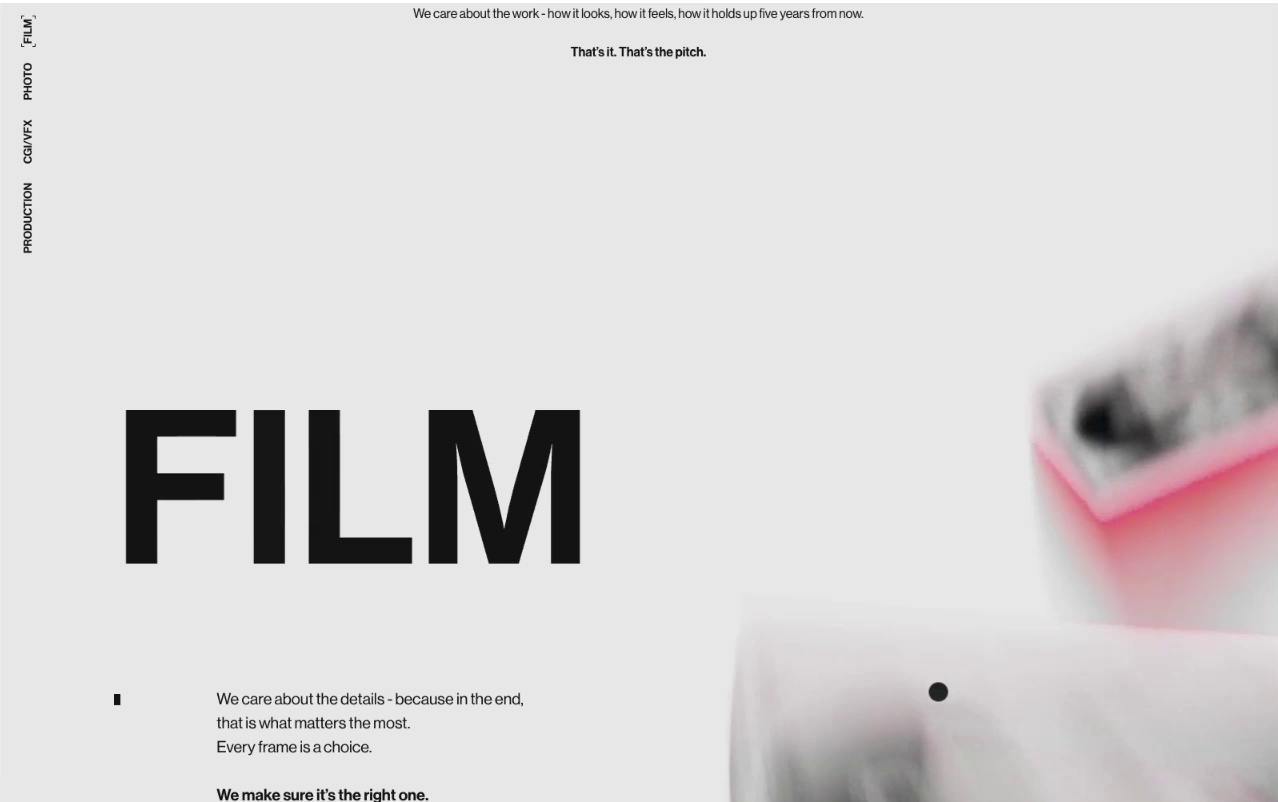 We care about the work - how it looks, how it feels, how it holds up five years from now.
That's it. That's the pitch.
[FILM]
PHOTO
CGI/VFX
PRODUCTION
FILM
We care about the details - because in the end,
that is what matters the most.
Every frame is a choice.
We make sure it's the right one.